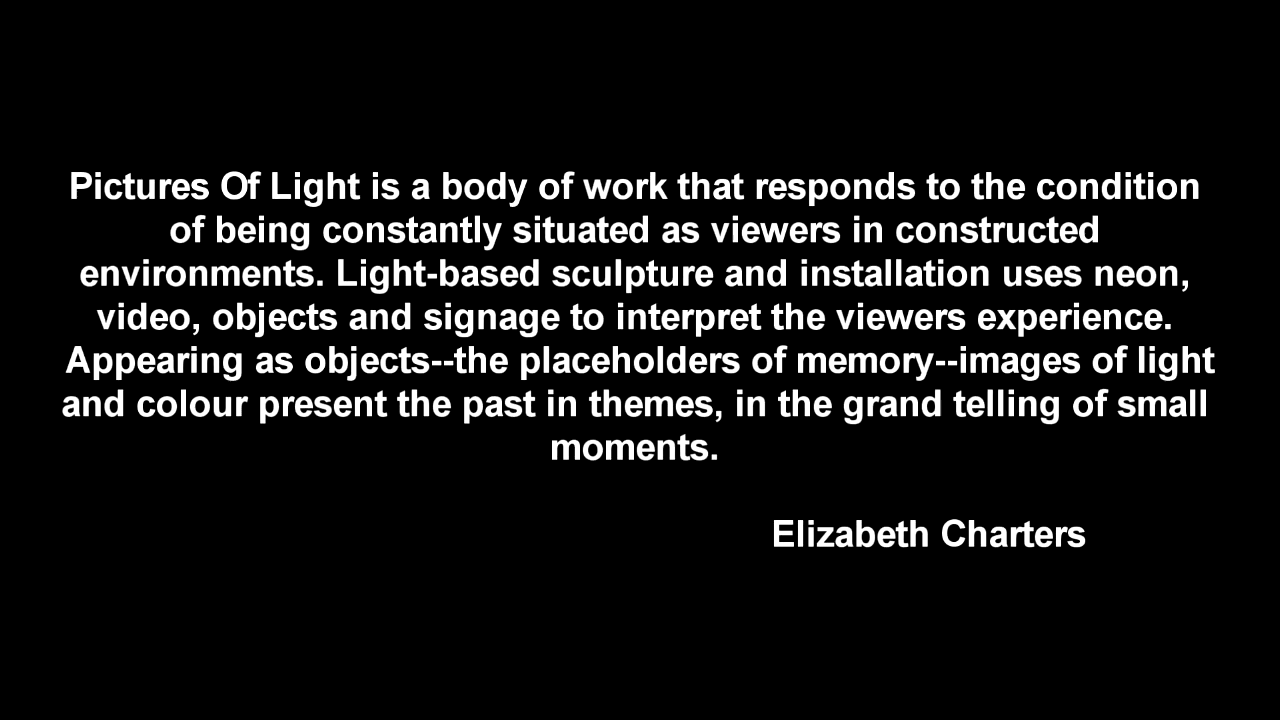 Pictures Of Light is a body of work that responds to the condition
of being constantly situated as viewers in constructed
environments. Light-based sculpture and installation uses neon,
video, objects and signage to interpret the viewers experience.
Appearing as objects--the placeholders of memory--images of light
and colour present the past in themes, in the grand telling of small
moments.
Elizabeth Charters